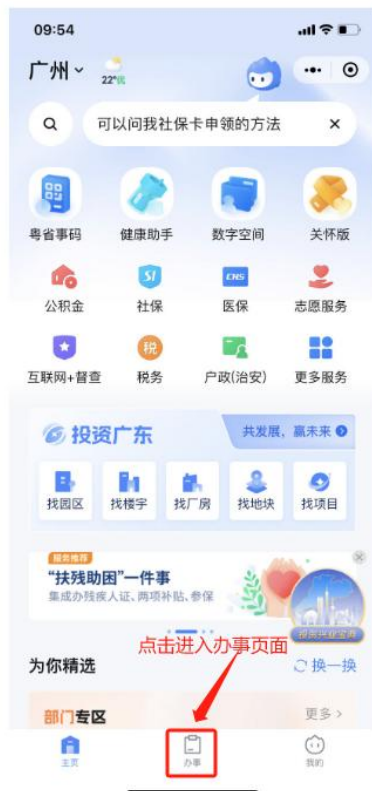 09:54
广州
22°优
可以问我社保卡申领的方法
粤省事码 健康助手 数字空间 关怀版
公积金 社保 医保 志愿服务
互联网+督查 税务 户政(治安) 更多服务
投资广东 共发展，赢未来
找园区 找楼宇 找厂房 找地块 找项目
服务推荐
“扶残助困”一件事
集成办残疾人证、两项补贴、参保
点击进入办事页面
为你精选 换一换
部门专区 更多
主页 办事 我的